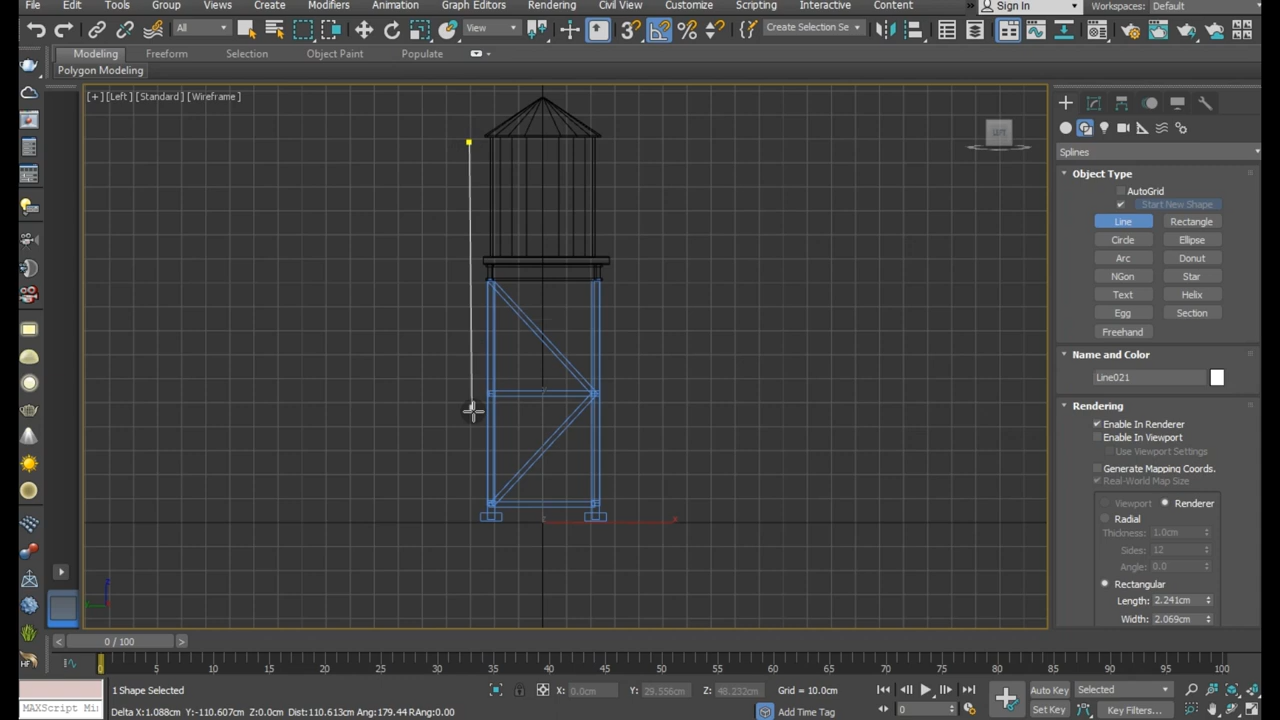 File Edit Tools Group Views Create Modifiers Animation Graph Editors Rendering Civil View Customize Scripting Interactive Content » Sign In Workspaces: Default
All View Create Selection Se
Modeling Freeform Selection Object Paint Populate
Polygon Modeling
[+] [Left] [Standard] [Wireframe]
Splines
Object Type
AutoGrid
Start New Shape
Line Rectangle
Circle Ellipse
Arc Donut
NGon Star
Text Helix
Egg Section
Freehand
Name and Color
Line021
Rendering
Enable In Renderer
Enable In Viewport
Use Viewport Settings
Generate Mapping Coords.
Real-World Map Size
Viewport Renderer
Radial
Thickness: 1.0cm
Sides: 12
Angle: 0.0
Rectangular
Length: 2.241cm
Width: 2.069cm
x
z
< 0 / 100 >
0 5 10 15 20 25 30 35 40 45 50 55 60 65 70 75 80 85 90 95 100
1 Shape Selected X: 0.0cm Y: 29.556cm Z: 48.232cm Grid = 10.0cm Auto Key Selected
MAXScript Mi Delta X:1.088cm Y:-110.607cm Z:0.0cm Dist:110.613cm Ang:179.44 RAng:0.00 Add Time Tag 0 Set Key Key Filters...